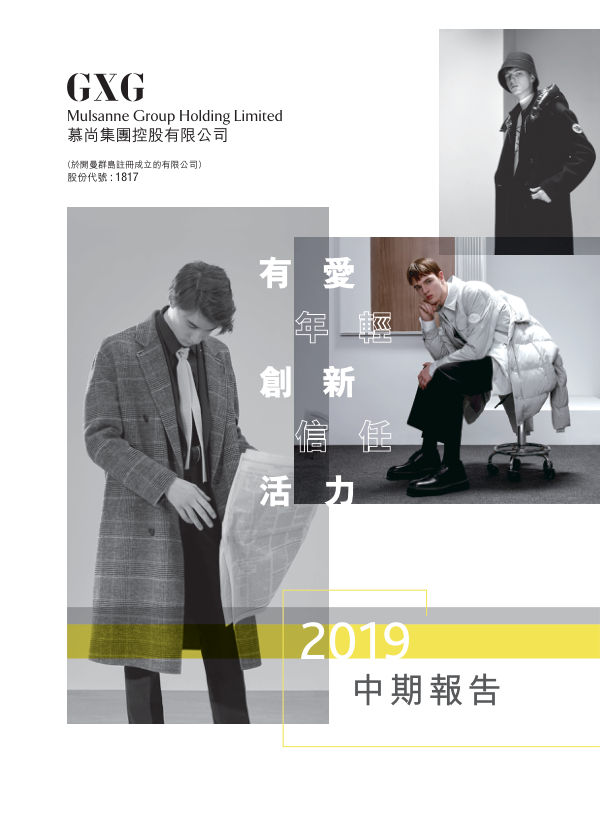 GXG
Mulsanne Group Holding Limited
慕尚集團控股有限公司
(於開曼群島註冊成立的有限公司)
股份代號 : 1817
有 愛
年 輕
創 新
信 任
活 力
2019
中期報告